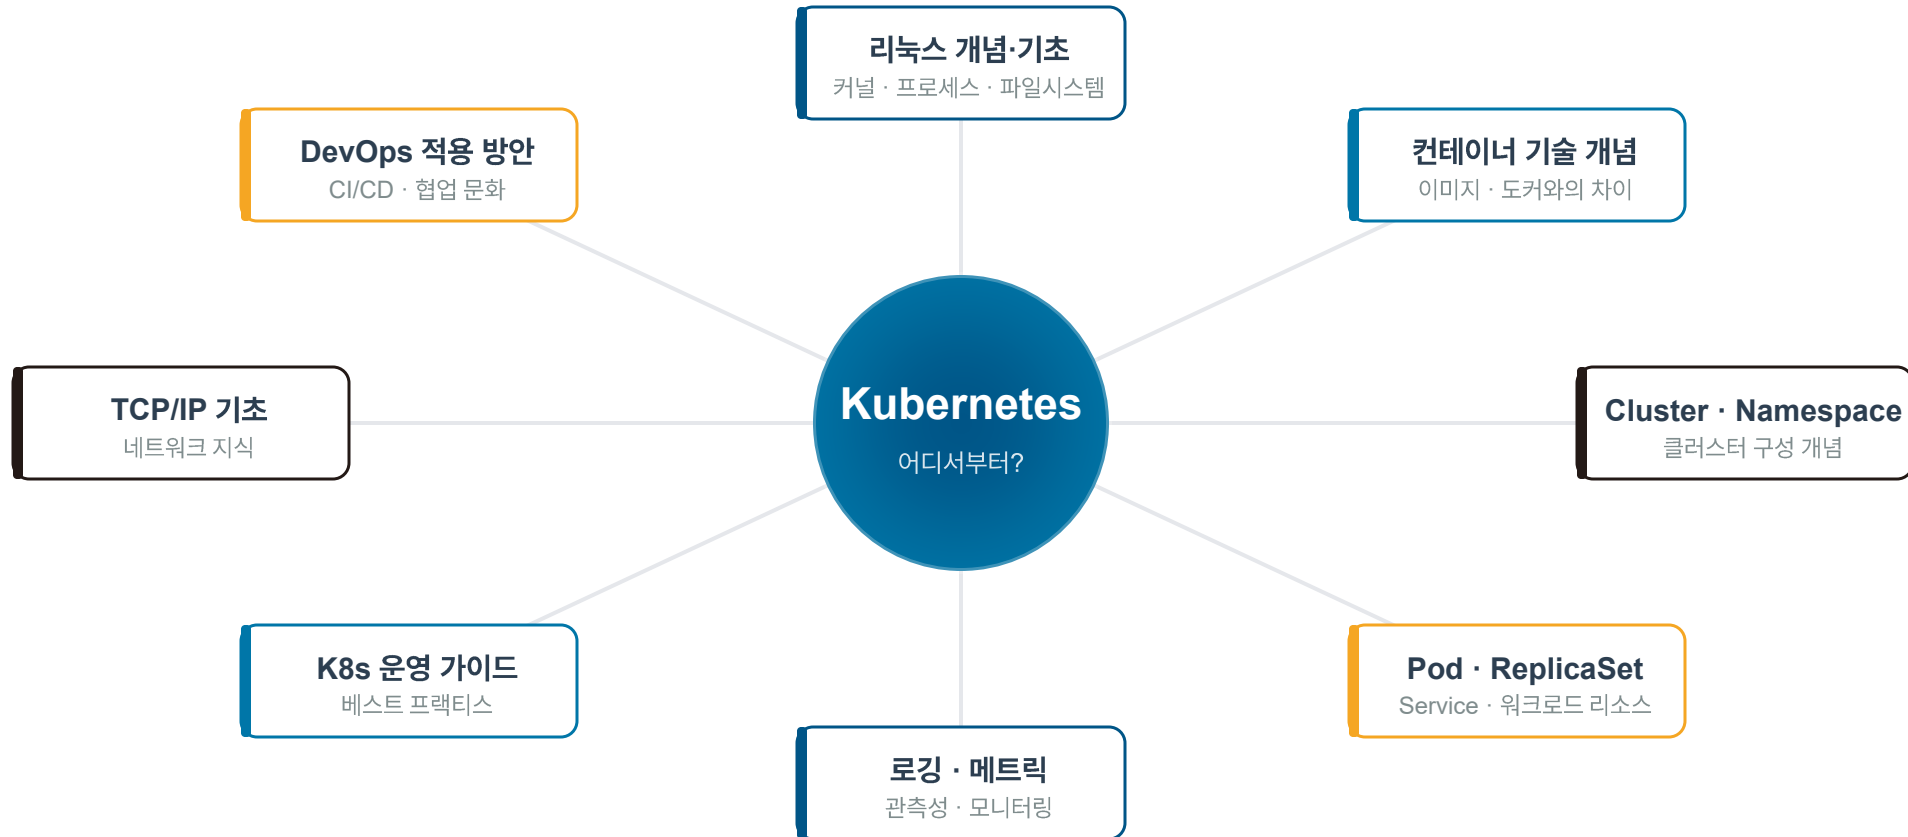 리눅스 개념·기초
커널 · 프로세스 · 파일시스템
DevOps 적용 방안
CI/CD · 협업 문화
컨테이너 기술 개념
이미지 · 도커와의 차이
Kubernetes
어디서부터?
TCP/IP 기초
네트워크 지식
Cluster · Namespace
클러스터 구성 개념
K8s 운영 가이드
베스트 프랙티스
Pod · ReplicaSet
Service · 워크로드 리소스
로깅 · 메트릭
관측성 · 모니터링